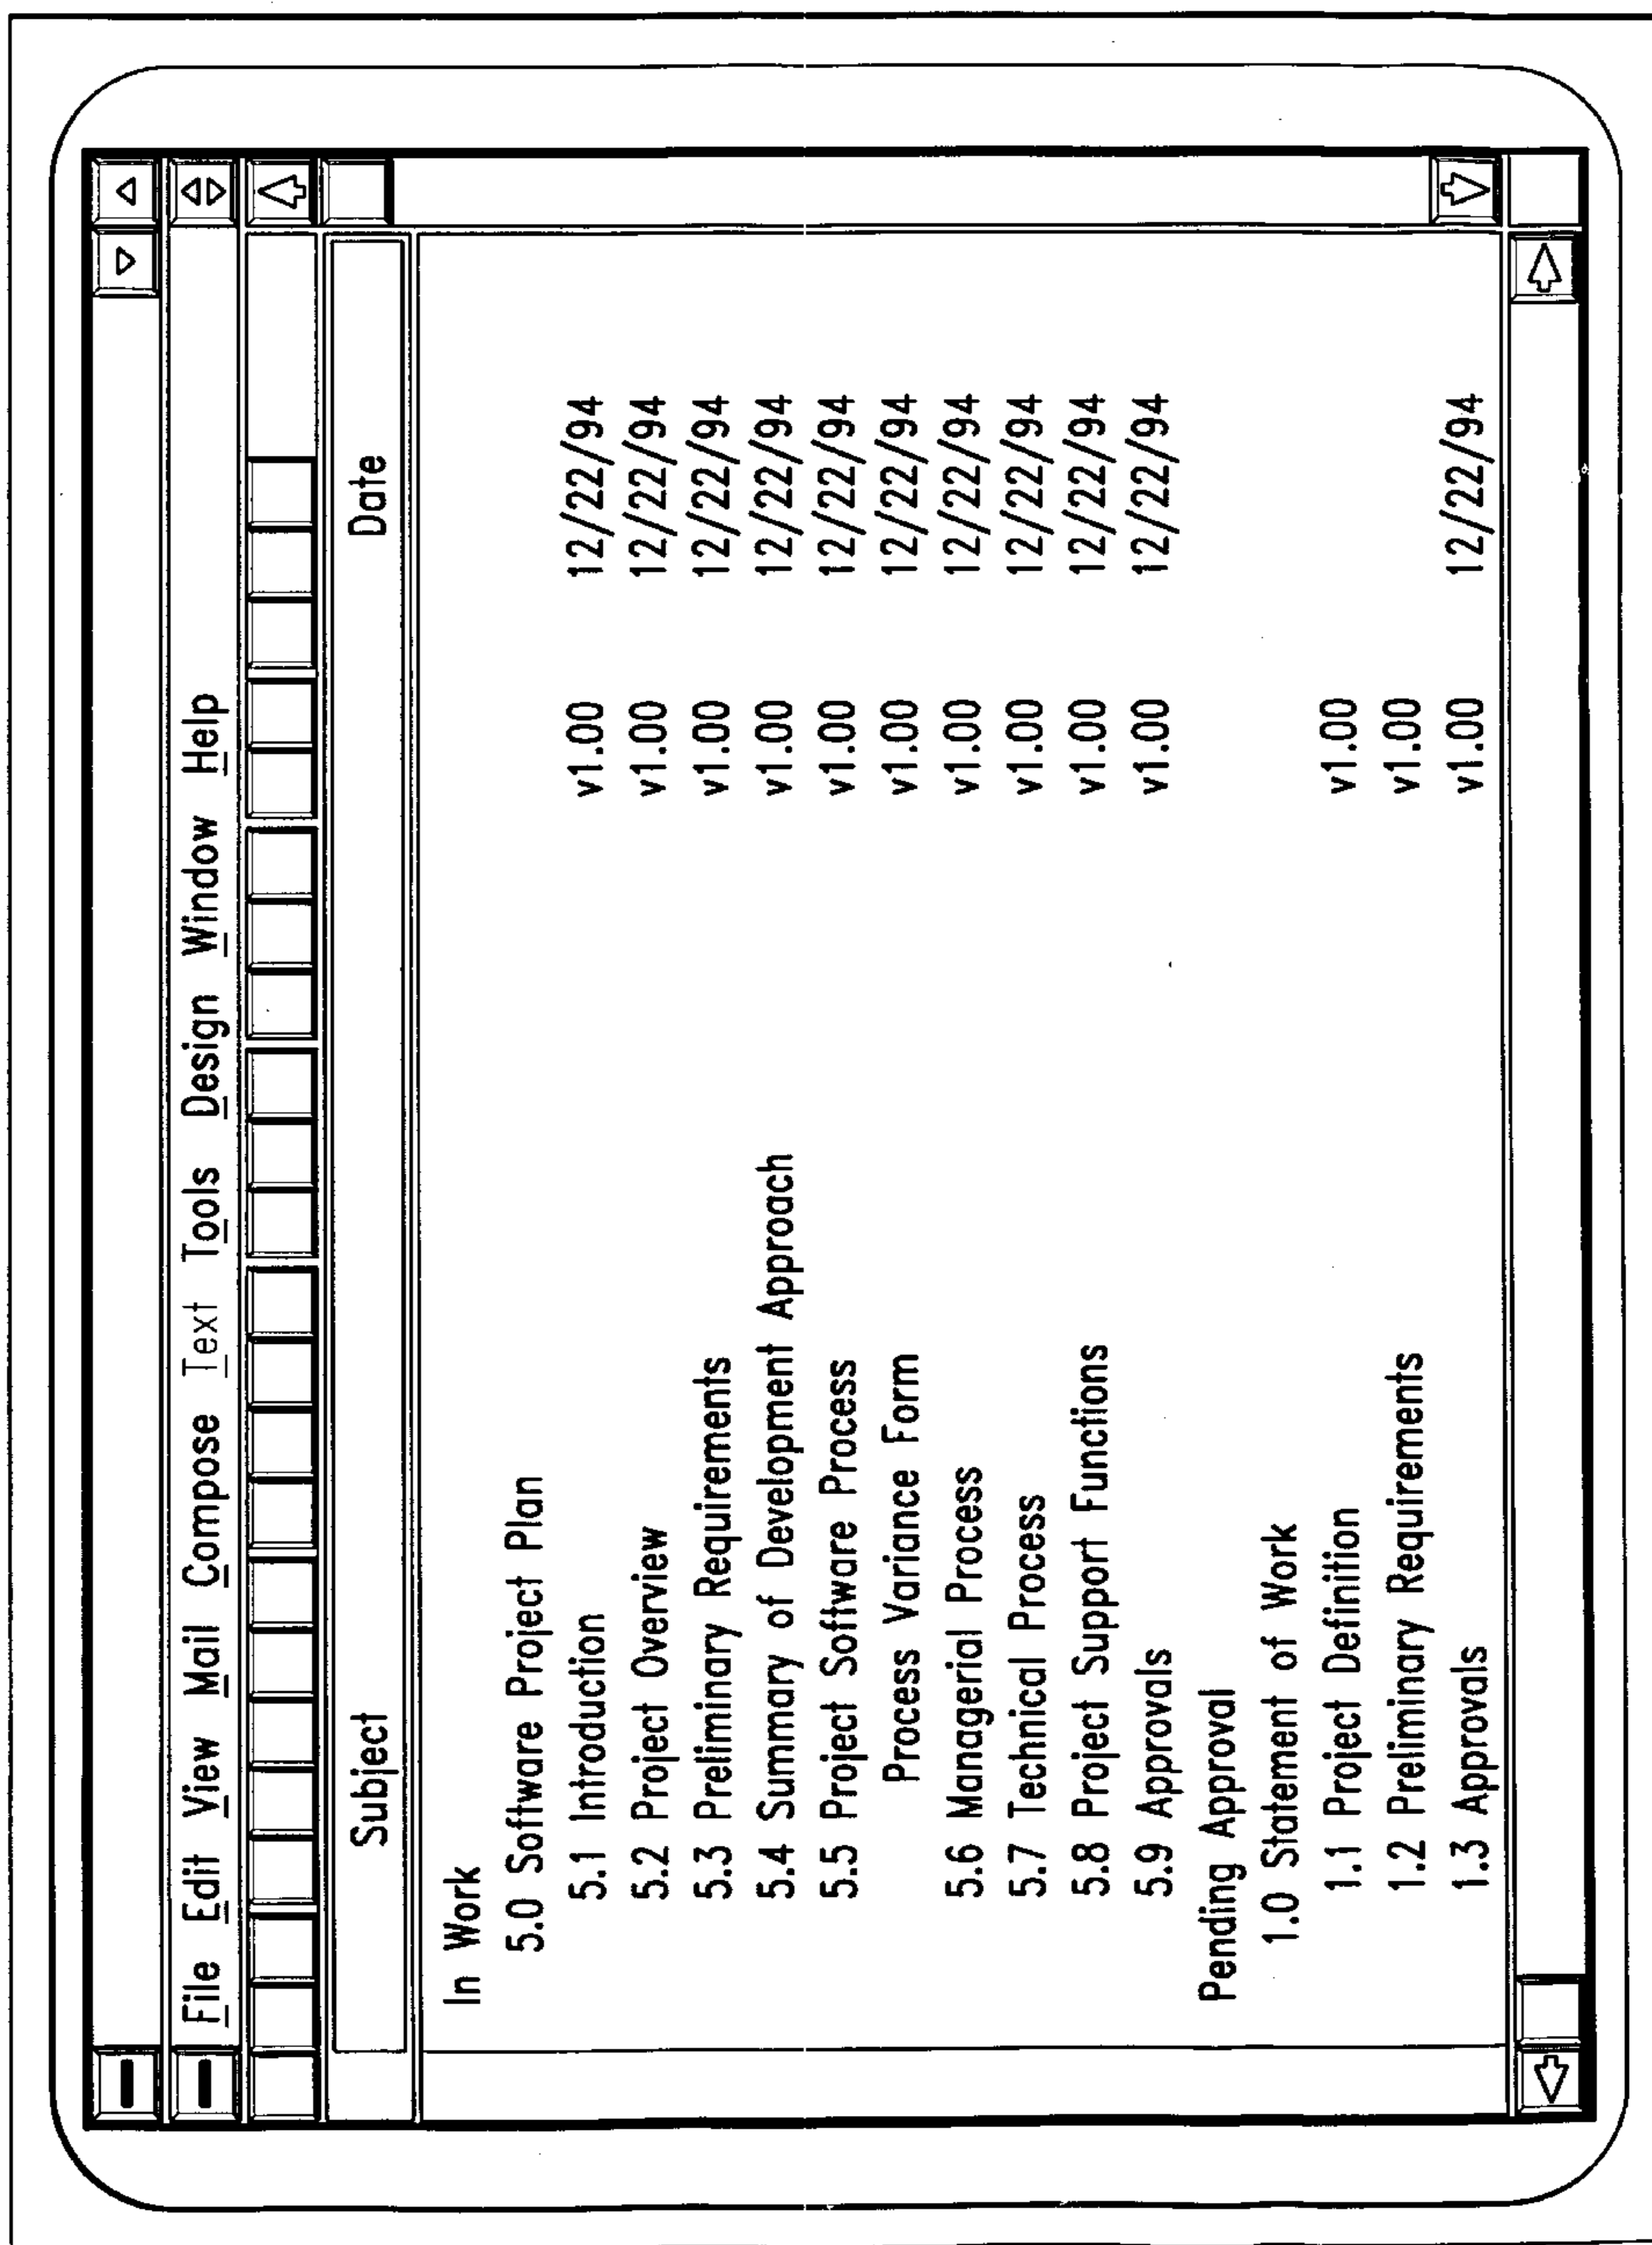 File Edit View Mail Compose Text Tools Design Window Help
Subject Date
In Work
5.0 Software Project Plan
5.1 Introduction v1.00 12/22/94
5.2 Project Overview v1.00 12/22/94
5.3 Preliminary Requirements v1.00 12/22/94
5.4 Summary of Development Approach v1.00 12/22/94
5.5 Project Software Process v1.00 12/22/94
Process Variance Form v1.00 12/22/94
5.6 Managerial Process v1.00 12/22/94
5.7 Technical Process v1.00 12/22/94
5.8 Project Support Functions v1.00 12/22/94
5.9 Approvals v1.00 12/22/94
Pending Approval
1.0 Statement of Work
1.1 Project Definition v1.00
1.2 Preliminary Requirements v1.00
1.3 Approvals v1.00 12/22/94